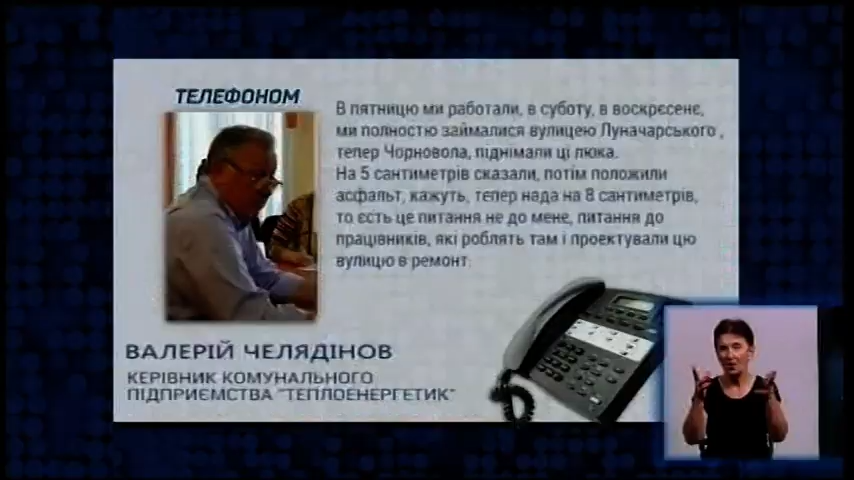 ТЕЛЕФОНОМ
В пятницю ми работали, в суботу, в воскрєсенє,
ми полностю займалися вулицею Луначарського ,
тепер Чорновола, піднімали ці люка.
На 5 сантиметрів сказали, потім положили
асфальт, кажуть, тепер нада на 8 сантиметрів,
то єсть це питання не до мене, питання до
працівників, які роблять там і проектували цю
вулицю в ремонт.
ВАЛЕРІЙ ЧЕЛЯДІНОВ
КЕРІВНИК КОМУНАЛЬНОГО
ПІДПРИЄМСТВА "ТЕПЛОЕНЕРГЕТИК"